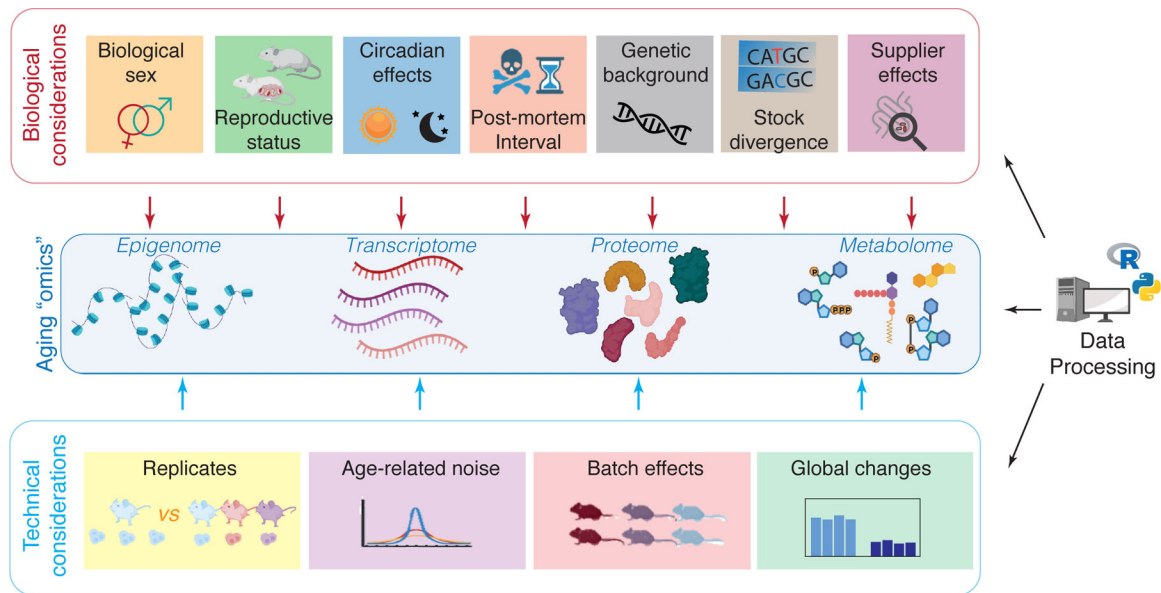 Biological
considerations
Biological
sex
Reproductive
status
Circadian
effects
Post-mortem
Interval
Genetic
background
CATGC
GACGC
Stock
divergence
Supplier
effects
Aging “omics”
Epigenome
Transcriptome
Proteome
Metabolome
P
P
PPP
P
P
P
R
Data
Processing
Technical
considerations
Replicates
vs
Age-related noise
Batch effects
Global changes